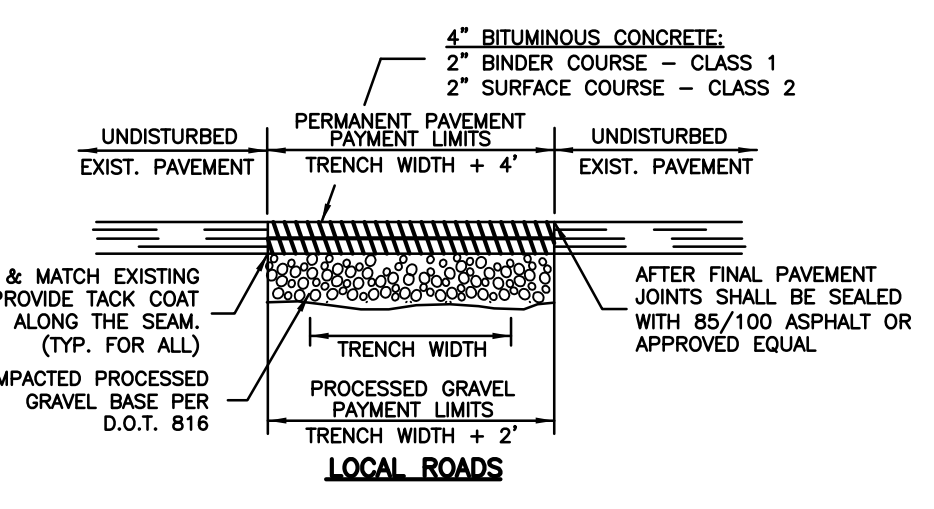 4" BITUMINOUS CONCRETE:
2" BINDER COURSE – CLASS 1
2" SURFACE COURSE – CLASS 2
PERMANENT PAVEMENT
PAYMENT LIMITS
TRENCH WIDTH + 4'
UNDISTURBED
EXIST. PAVEMENT
UNDISTURBED
EXIST. PAVEMENT
& MATCH EXISTING
PROVIDE TACK COAT
ALONG THE SEAM.
(TYP. FOR ALL)
AFTER FINAL PAVEMENT
JOINTS SHALL BE SEALED
WITH 85/100 ASPHALT OR
APPROVED EQUAL
TRENCH WIDTH
MPACTED PROCESSED
GRAVEL BASE PER
D.O.T. 816
PROCESSED GRAVEL
PAYMENT LIMITS
TRENCH WIDTH + 2'
LOCAL ROADS